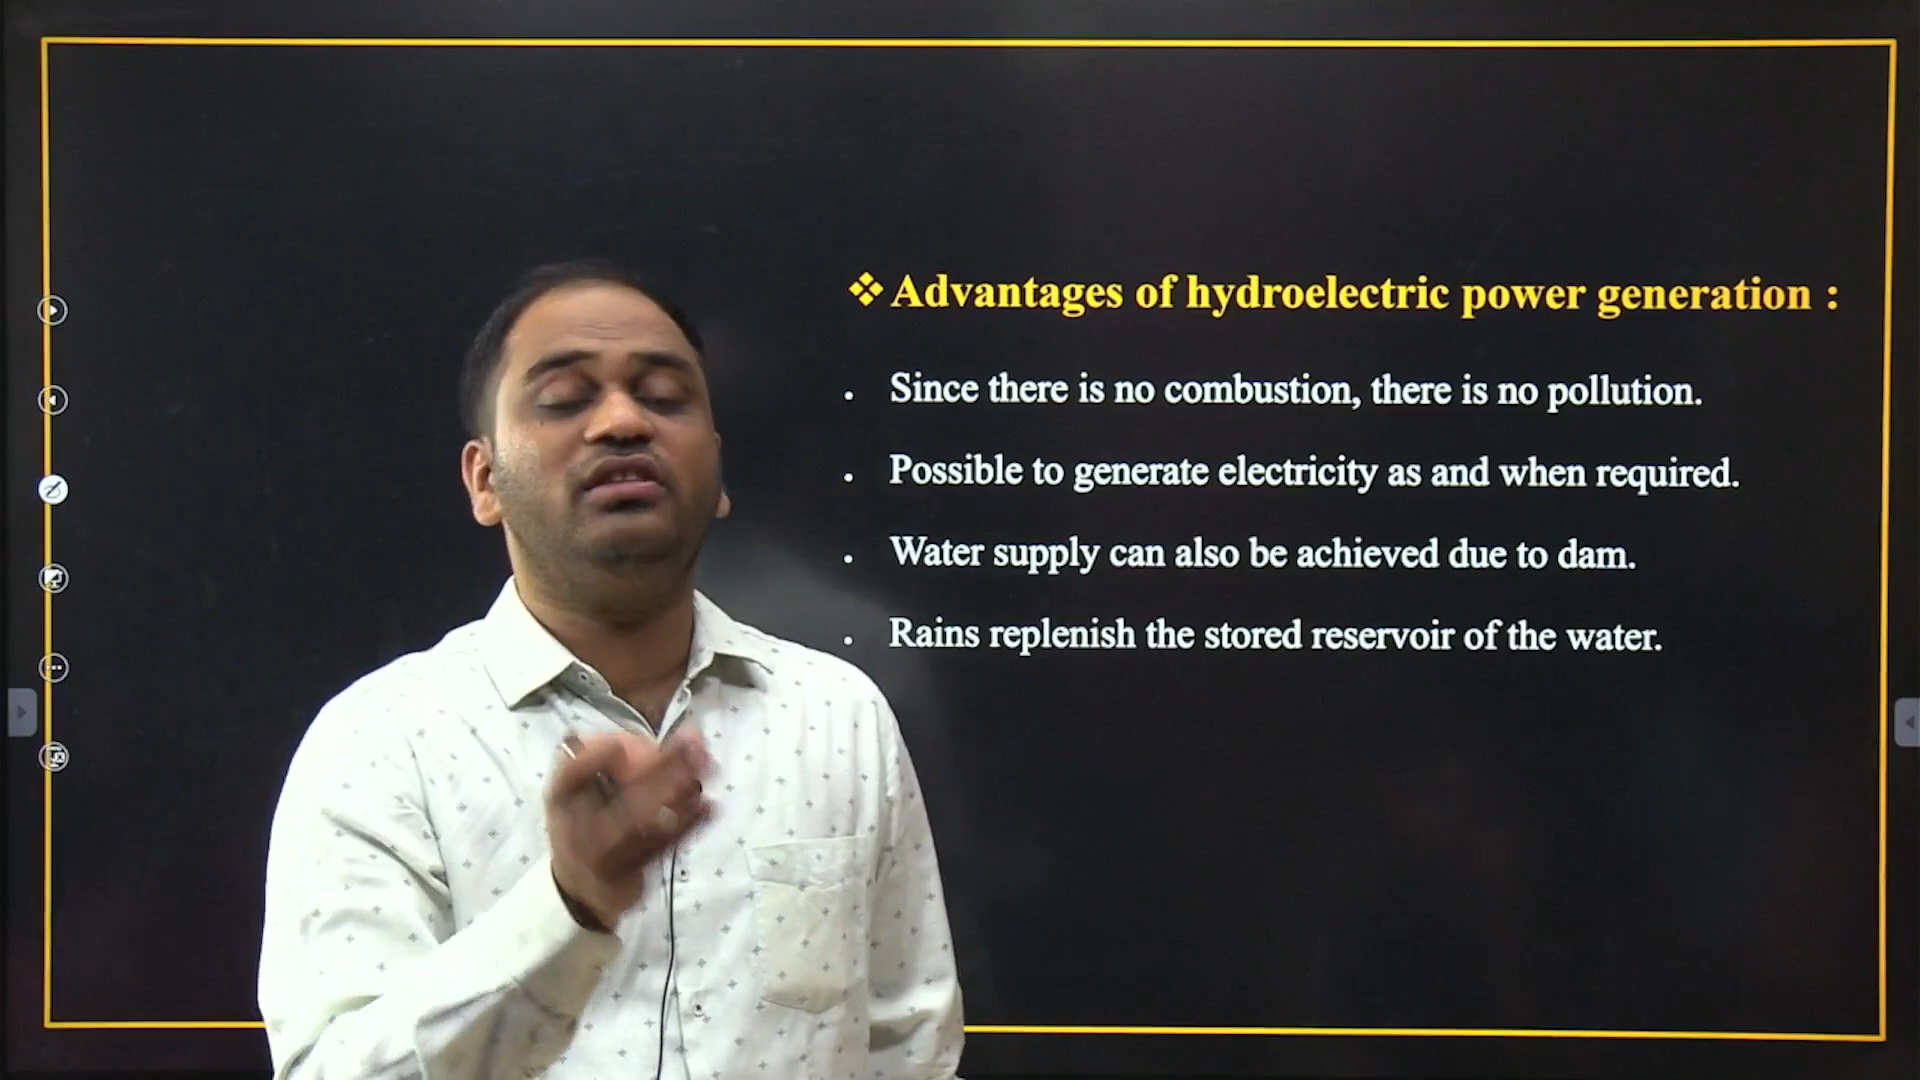 ❖ Advantages of hydroelectric power generation :
• Since there is no combustion, there is no pollution.
• Possible to generate electricity as and when required.
• Water supply can also be achieved due to dam.
• Rains replenish the stored reservoir of the water.